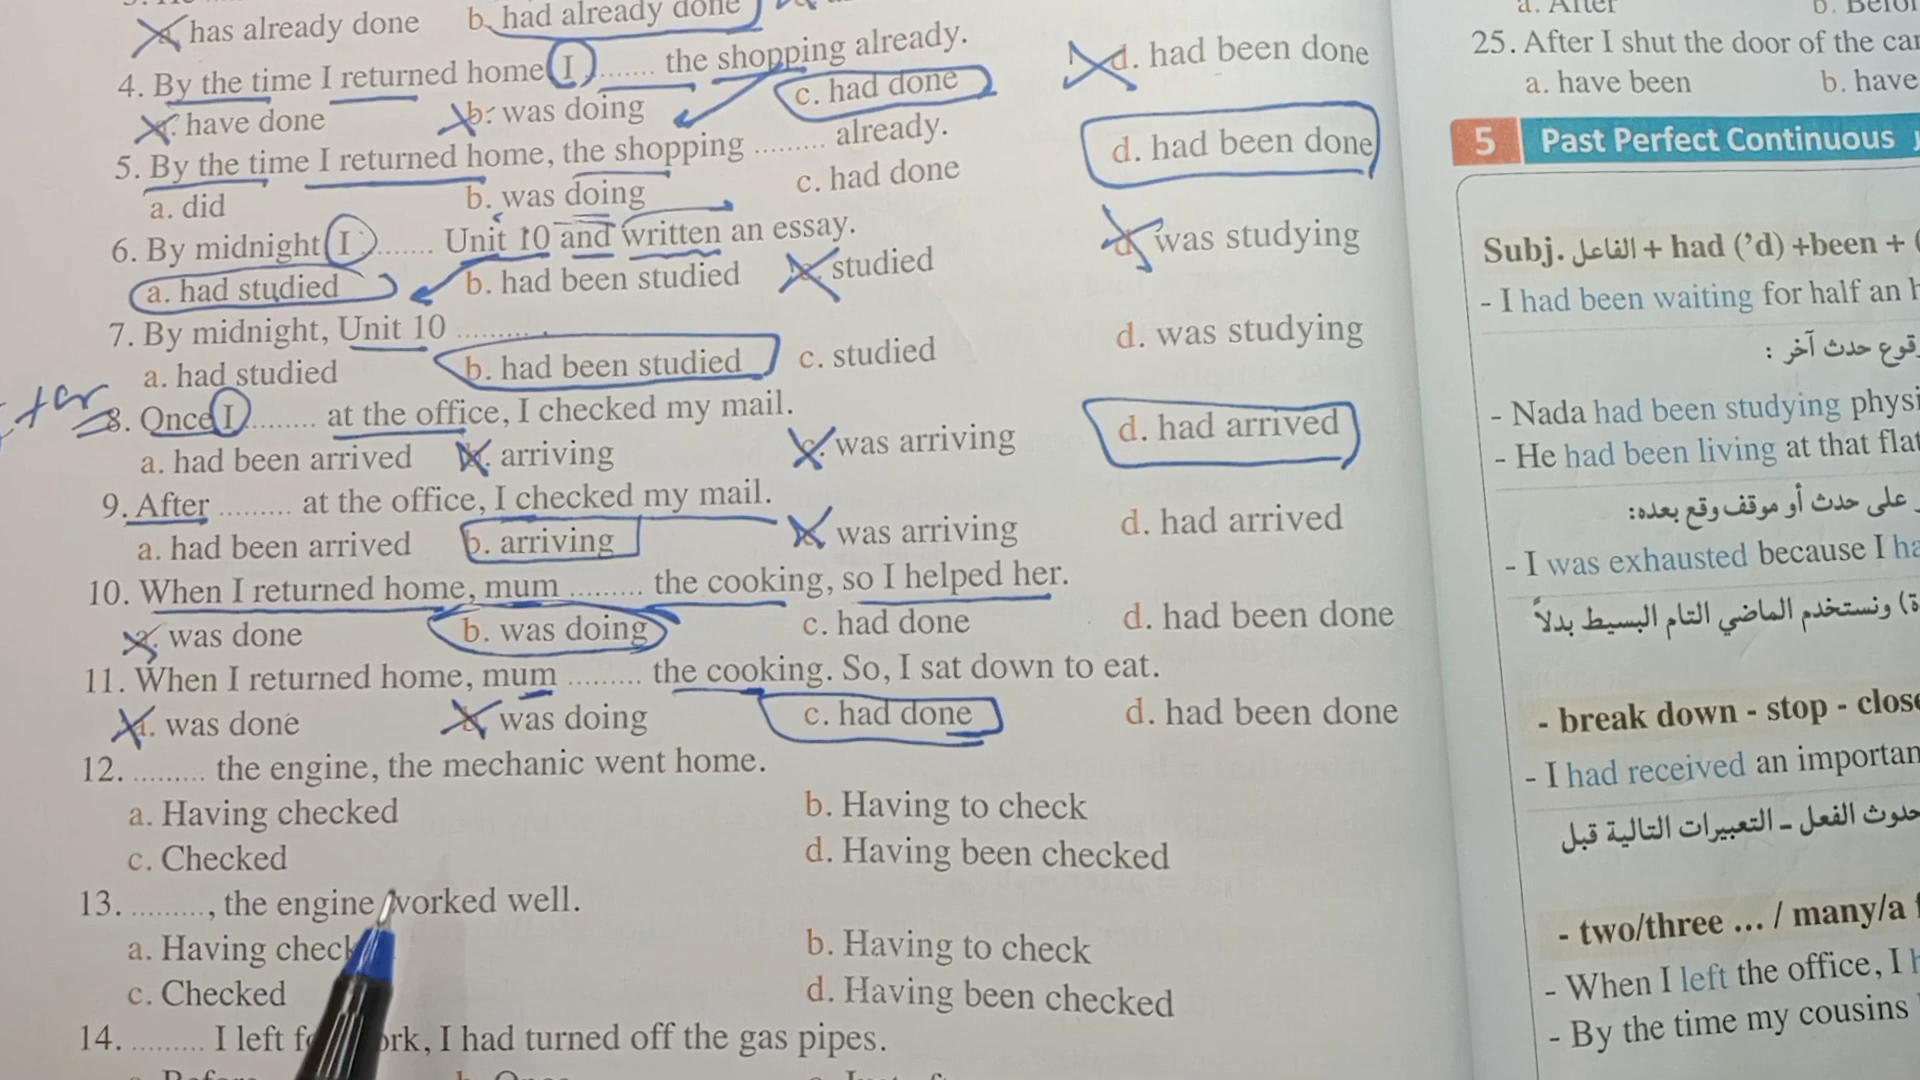 has already done b. had already done
4. By the time I returned home, I ......... the shopping already.
a. have done b. was doing c. had done d. had been done
5. By the time I returned home, the shopping ......... already.
a. did b. was doing c. had done d. had been done
6. By midnight, I ......... Unit 10 and written an essay.
a. had studied b. had been studied c. studied d. was studying
7. By midnight, Unit 10 .........
a. had studied b. had been studied c. studied d. was studying
8. Once I ......... at the office, I checked my mail.
a. had been arrived b. arriving c. was arriving d. had arrived
9. After ......... at the office, I checked my mail.
a. had been arrived b. arriving c. was arriving d. had arrived
10. When I returned home, mum ......... the cooking, so I helped her.
a. was done b. was doing c. had done d. had been done
11. When I returned home, mum ......... the cooking. So, I sat down to eat.
a. was done b. was doing c. had done d. had been done
12. ......... the engine, the mechanic went home.
a. Having checked b. Having to check
c. Checked d. Having been checked
13. ........., the engine worked well.
a. Having check b. Having to check
c. Checked d. Having been checked
14. ......... I left for work, I had turned off the gas pipes.
a. After
25. After I shut the door of the car
a. have been b. have
5 Past Perfect Continuous
Subj. الفاعل + had ('d) +been +
- I had been waiting for half an
وقوع حدث آخر :
- Nada had been studying
- He had been living at that flat
على حدث أو موقف وقع بعده:
- I was exhausted because I
ونستخدم الماضي التام البسيط بدلاً
- break down - stop - close
- I had received an
حدوث الفعل - التعبيرات التالية قبل
- two/three ... / many/a
- When I left the office, I
- By the time my cousins